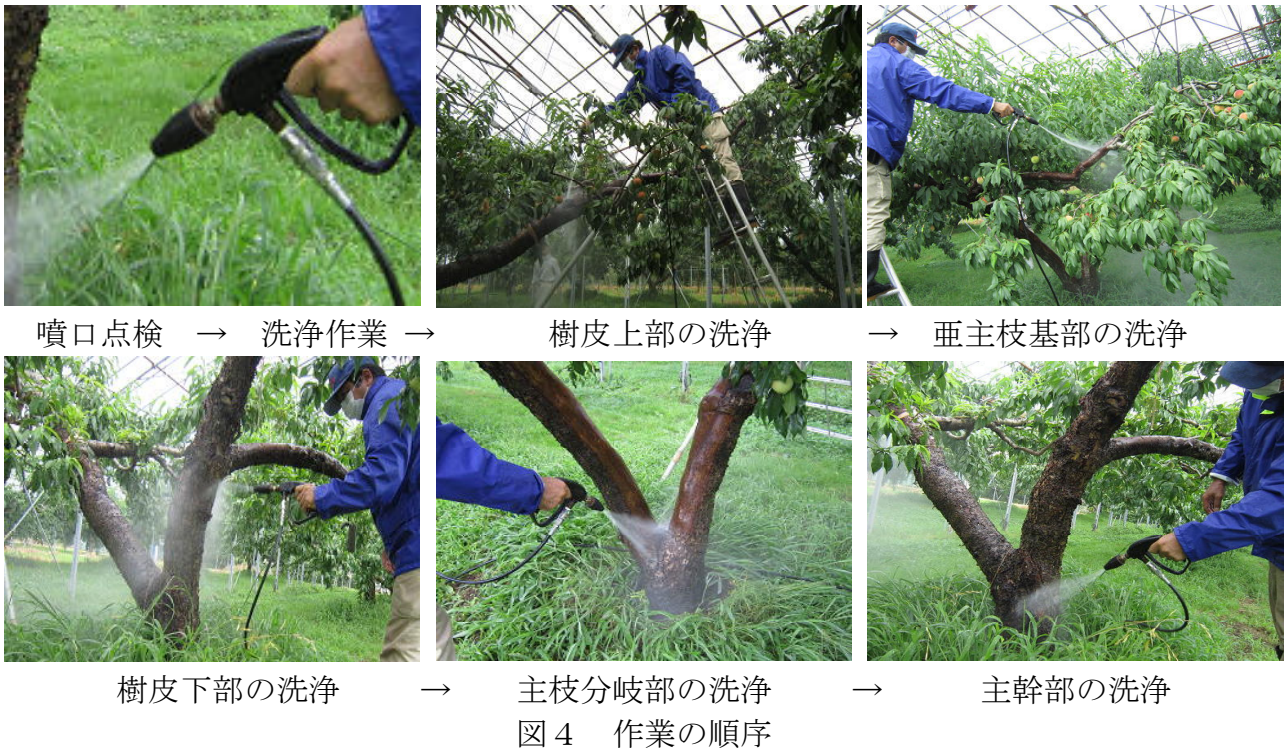 噴口点検 → 洗浄作業 → 樹皮上部の洗浄 → 亜主枝基部の洗浄
樹皮下部の洗浄 → 主枝分岐部の洗浄 → 主幹部の洗浄
図４ 作業の順序